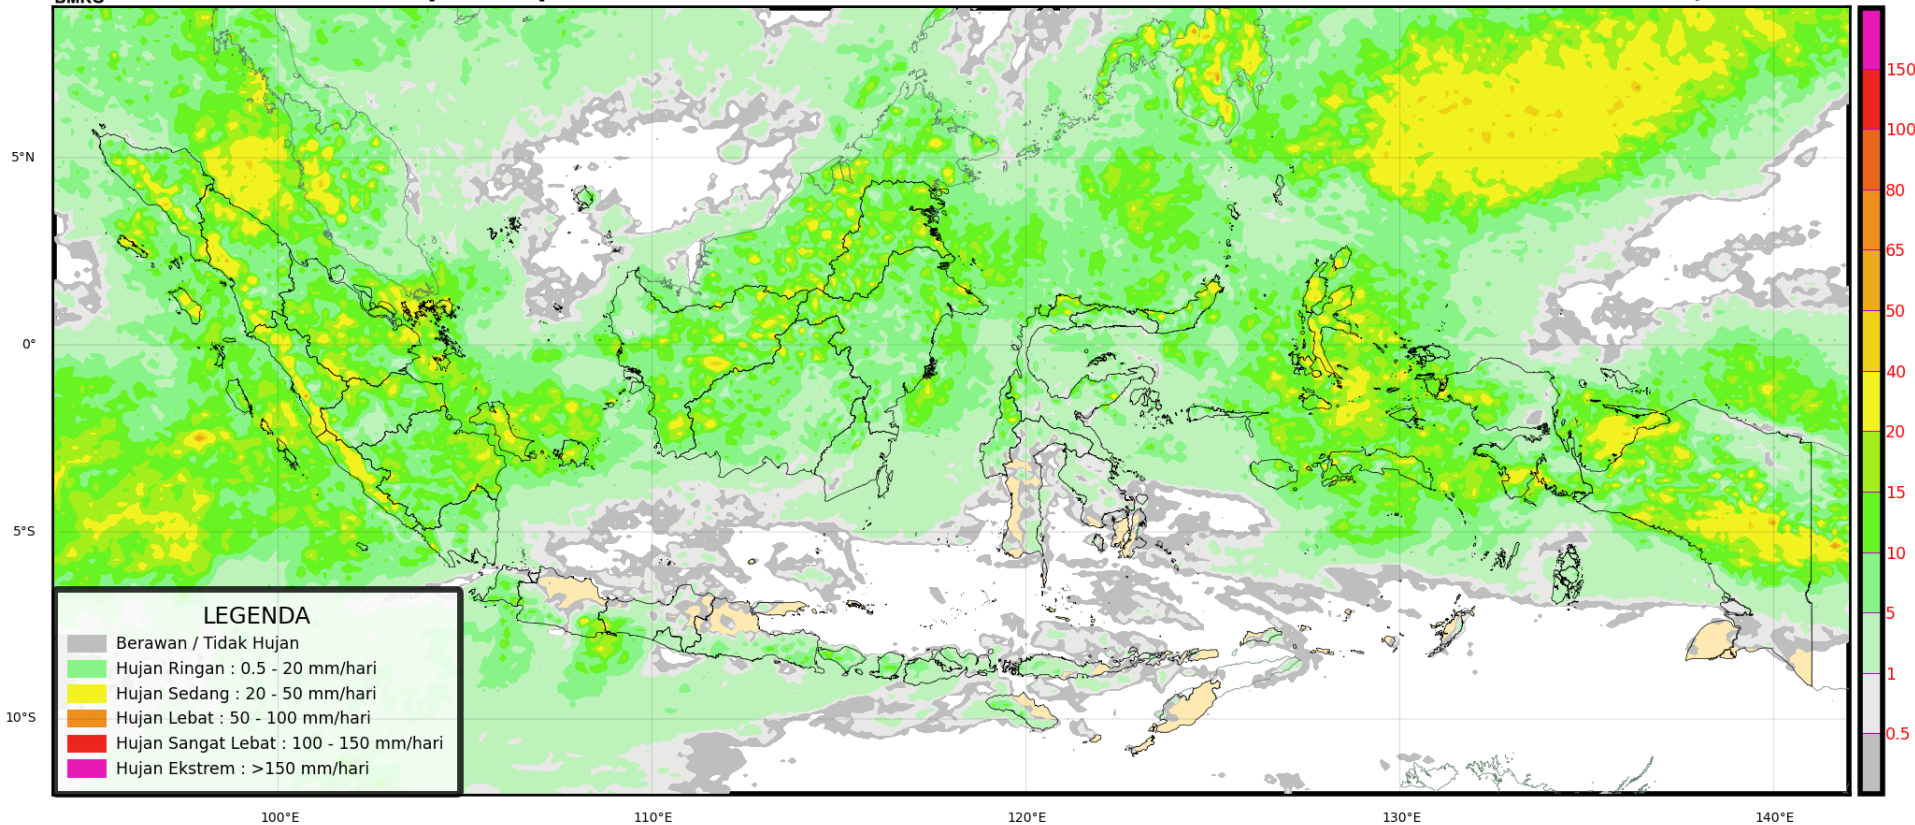 BMKG
5°N
0°
5°S
10°S
LEGENDA
Berawan / Tidak Hujan
Hujan Ringan : 0.5 - 20 mm/hari
Hujan Sedang : 20 - 50 mm/hari
Hujan Lebat : 50 - 100 mm/hari
Hujan Sangat Lebat : 100 - 150 mm/hari
Hujan Ekstrem : >150 mm/hari
100°E
110°E
120°E
130°E
140°E
150
100
80
65
50
40
20
15
10
5
1
0.5